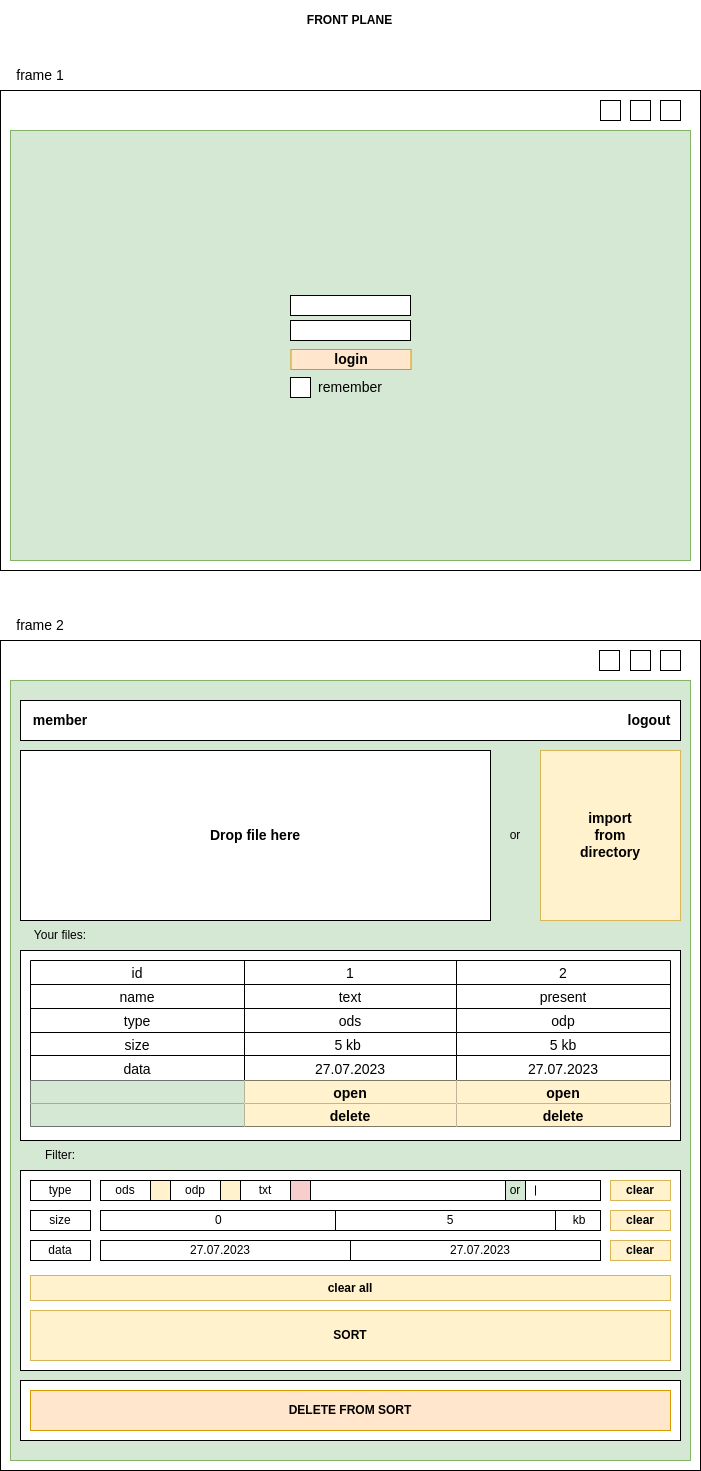 FRONT PLANE
frame 1
login
remember
frame 2
member logout
Drop file here or import
from
directory
Your files:
id 1 2
name text present
type ods odp
size 5 kb 5 kb
data 27.07.2023 27.07.2023
open open
delete delete
Filter:
type ods odp txt or | clear
size 0 5 kb clear
data 27.07.2023 27.07.2023 clear
clear all
SORT
DELETE FROM SORT